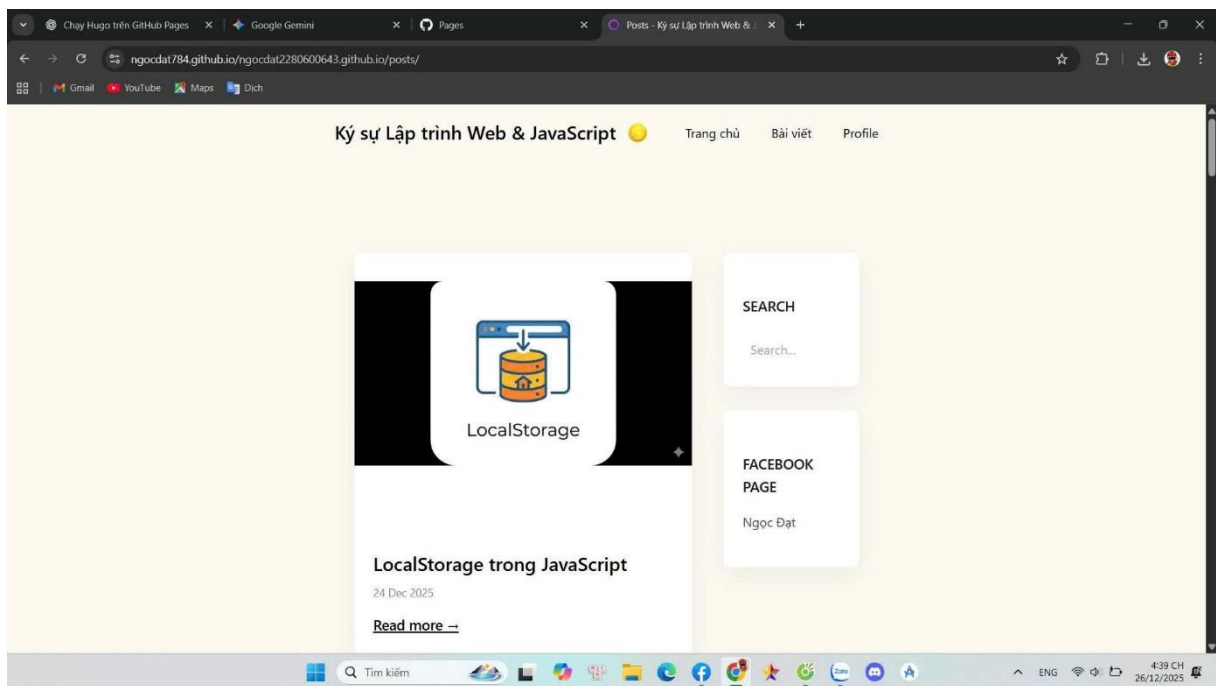 Chạy Hugo trên GitHub Pages
Google Gemini
Pages
Posts - Ký sự Lập trình Web & J
ngocdat784.github.io/ngocdat2280600643.github.io/posts/
Gmail
YouTube
Maps
Dịch
Ký sự Lập trình Web & JavaScript
Trang chủ
Bài viết
Profile
LocalStorage
LocalStorage trong JavaScript
24 Dec 2025
Read more →
SEARCH
Search...
FACEBOOK
PAGE
Ngọc Đạt
Tìm kiếm
Zalo
ENG
4:39 CH
26/12/2025